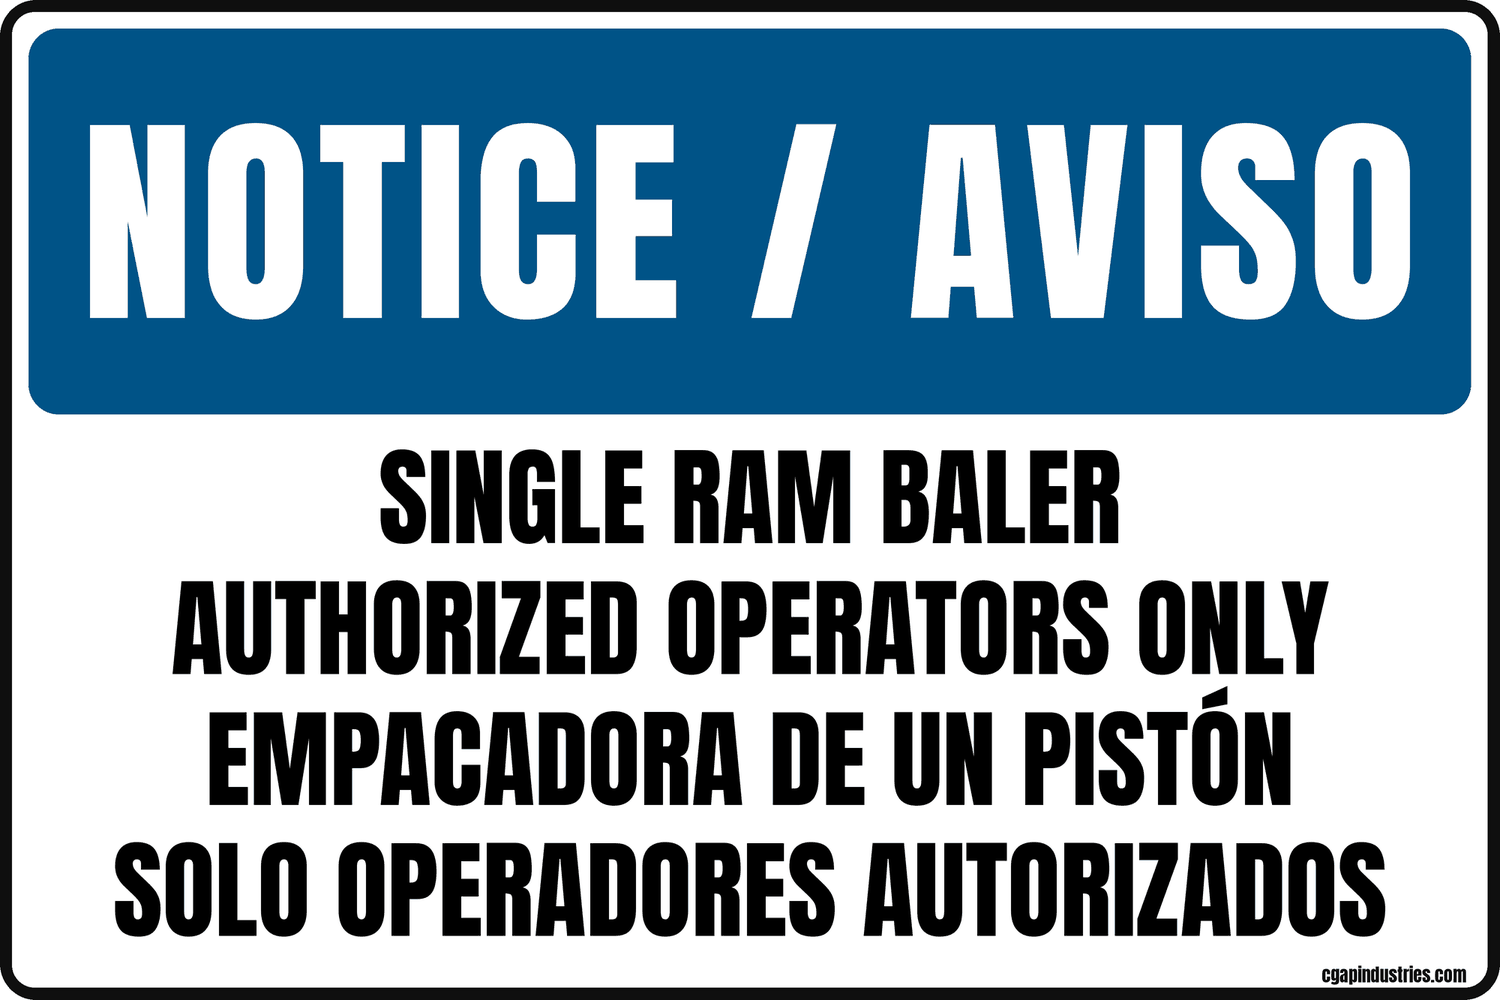 NOTICE / AVISO
SINGLE RAM BALER
AUTHORIZED OPERATORS ONLY
EMPACADORA DE UN PISTÓN
SOLO OPERADORES AUTORIZADOS
cgapindustries.com